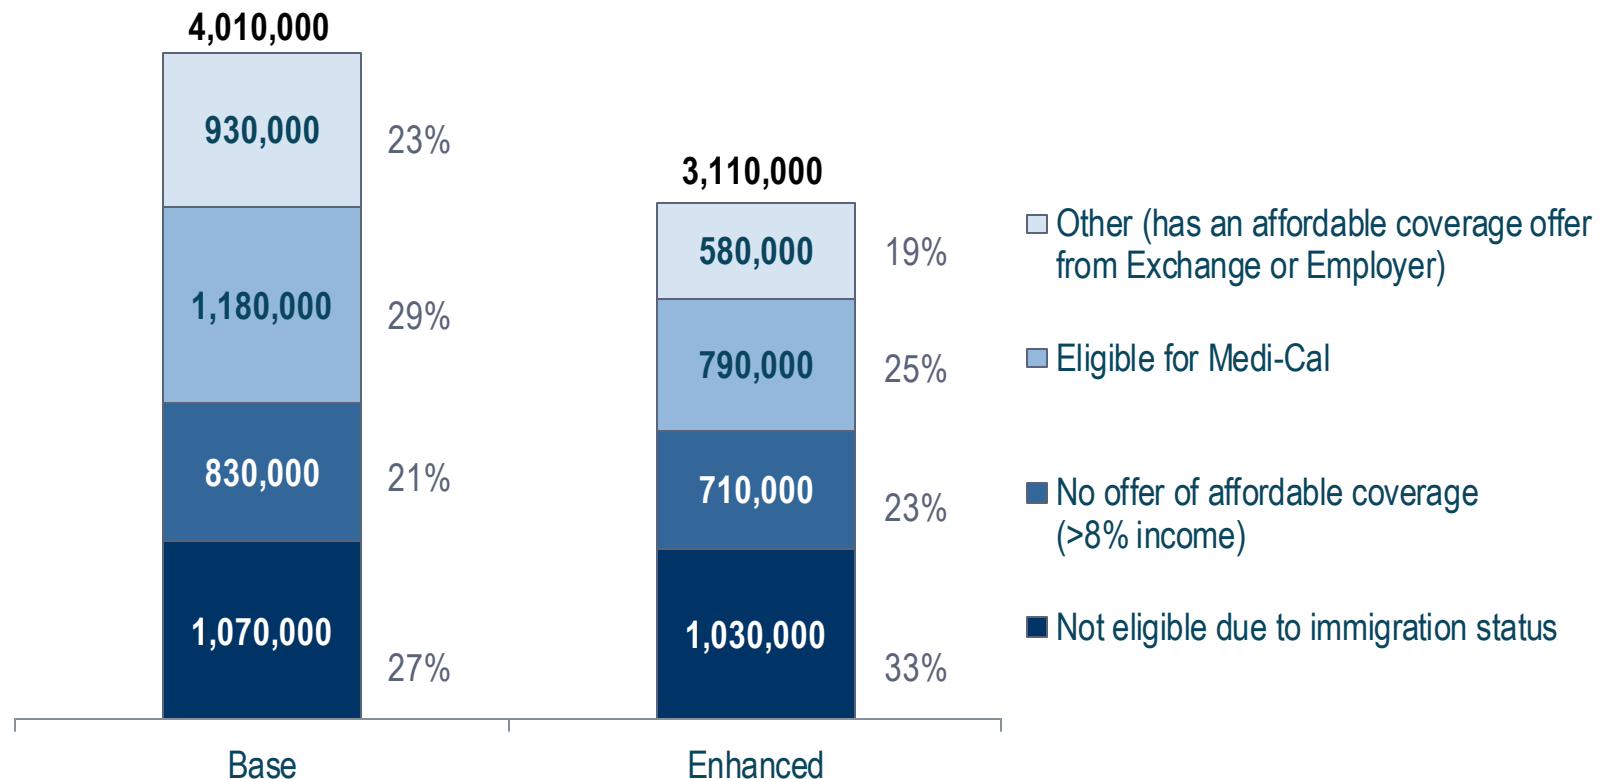 4,010,000
930,000
23%
1,180,000
29%
830,000
21%
1,070,000
27%
Base
3,110,000
580,000
19%
790,000
25%
710,000
23%
1,030,000
33%
Enhanced
Other (has an affordable coverage offer
from Exchange or Employer)
Eligible for Medi-Cal
No offer of affordable coverage
(>8% income)
Not eligible due to immigration status